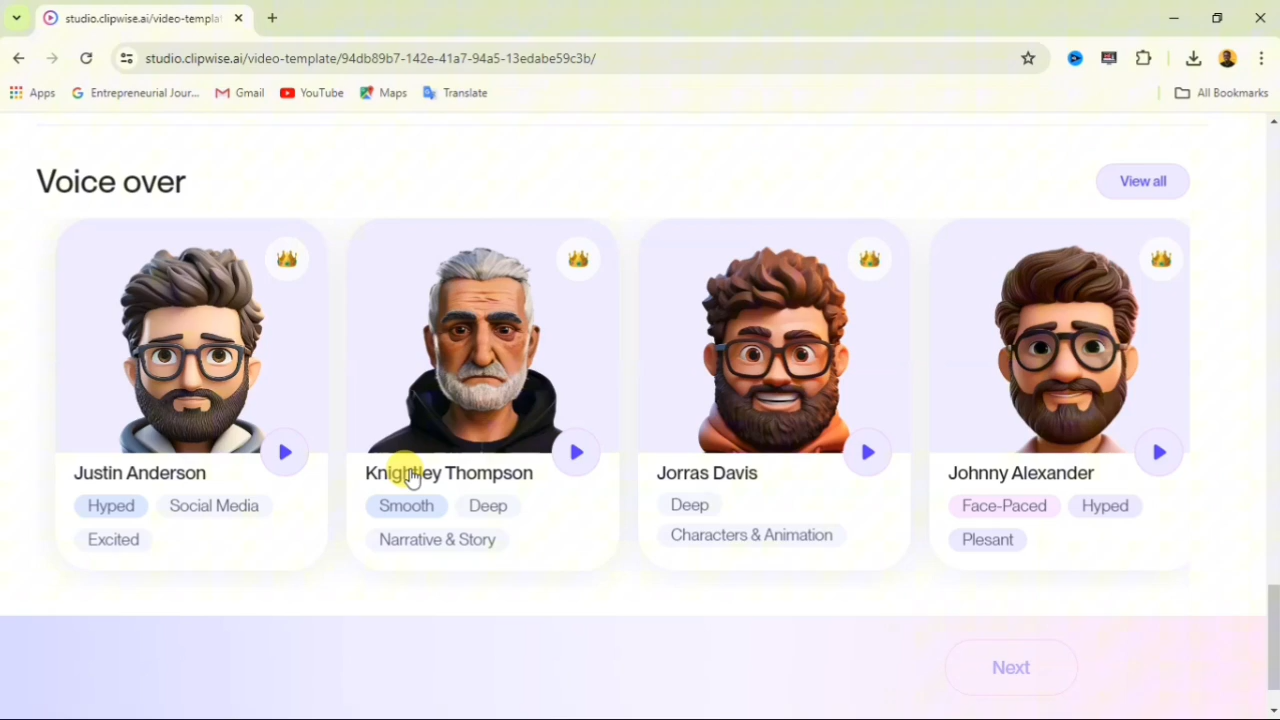 studio.clipwise.ai/video-templa
studio.clipwise.ai/video-template/94db89b7-142e-41a7-94a5-13edabe59c3b/
Apps
Entrepreneurial Jour...
Gmail
YouTube
Maps
Translate
All Bookmarks
Voice over
View all
Justin Anderson
Hyped
Social Media
Excited
Knightley Thompson
Smooth
Deep
Narrative & Story
Jorras Davis
Deep
Characters & Animation
Johnny Alexander
Face-Paced
Hyped
Plesant
Next